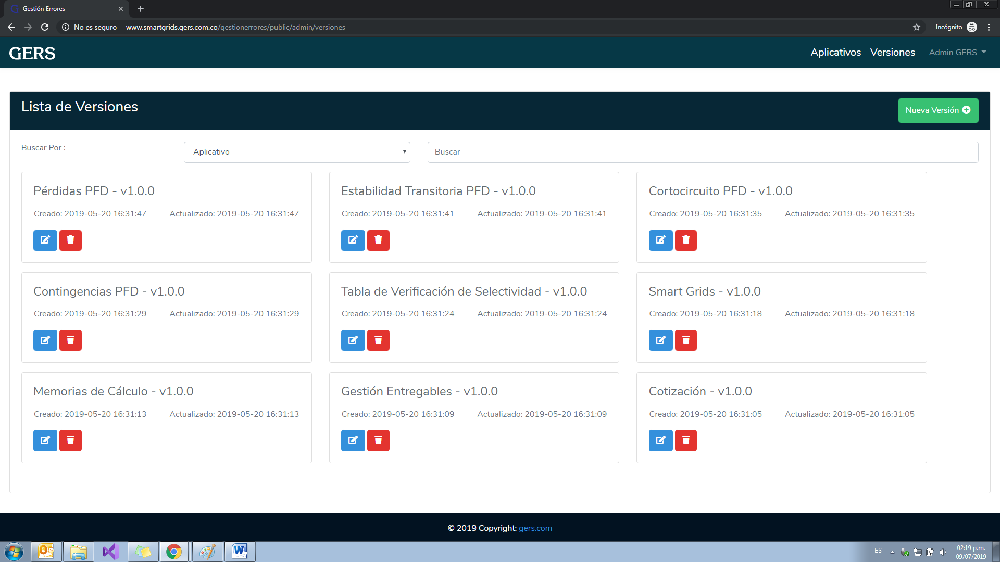 Gestión Errores
No es seguro www.smartgrids.gers.com.co/gestionerrores/public/admin/versiones Incógnito
GERS Aplicativos Versiones Admin GERS
Lista de Versiones Nueva Versión
Buscar Por : Aplicativo Buscar
Pérdidas PFD - v1.0.0
Creado: 2019-05-20 16:31:47 Actualizado: 2019-05-20 16:31:47
Estabilidad Transitoria PFD - v1.0.0
Creado: 2019-05-20 16:31:41 Actualizado: 2019-05-20 16:31:41
Cortocircuito PFD - v1.0.0
Creado: 2019-05-20 16:31:35 Actualizado: 2019-05-20 16:31:35
Contingencias PFD - v1.0.0
Creado: 2019-05-20 16:31:29 Actualizado: 2019-05-20 16:31:29
Tabla de Verificación de Selectividad - v1.0.0
Creado: 2019-05-20 16:31:24 Actualizado: 2019-05-20 16:31:24
Smart Grids - v1.0.0
Creado: 2019-05-20 16:31:18 Actualizado: 2019-05-20 16:31:18
Memorias de Cálculo - v1.0.0
Creado: 2019-05-20 16:31:13 Actualizado: 2019-05-20 16:31:13
Gestión Entregables - v1.0.0
Creado: 2019-05-20 16:31:09 Actualizado: 2019-05-20 16:31:09
Cotización - v1.0.0
Creado: 2019-05-20 16:31:05 Actualizado: 2019-05-20 16:31:05
© 2019 Copyright: gers.com
ES 02:19 p.m.
09/07/2019